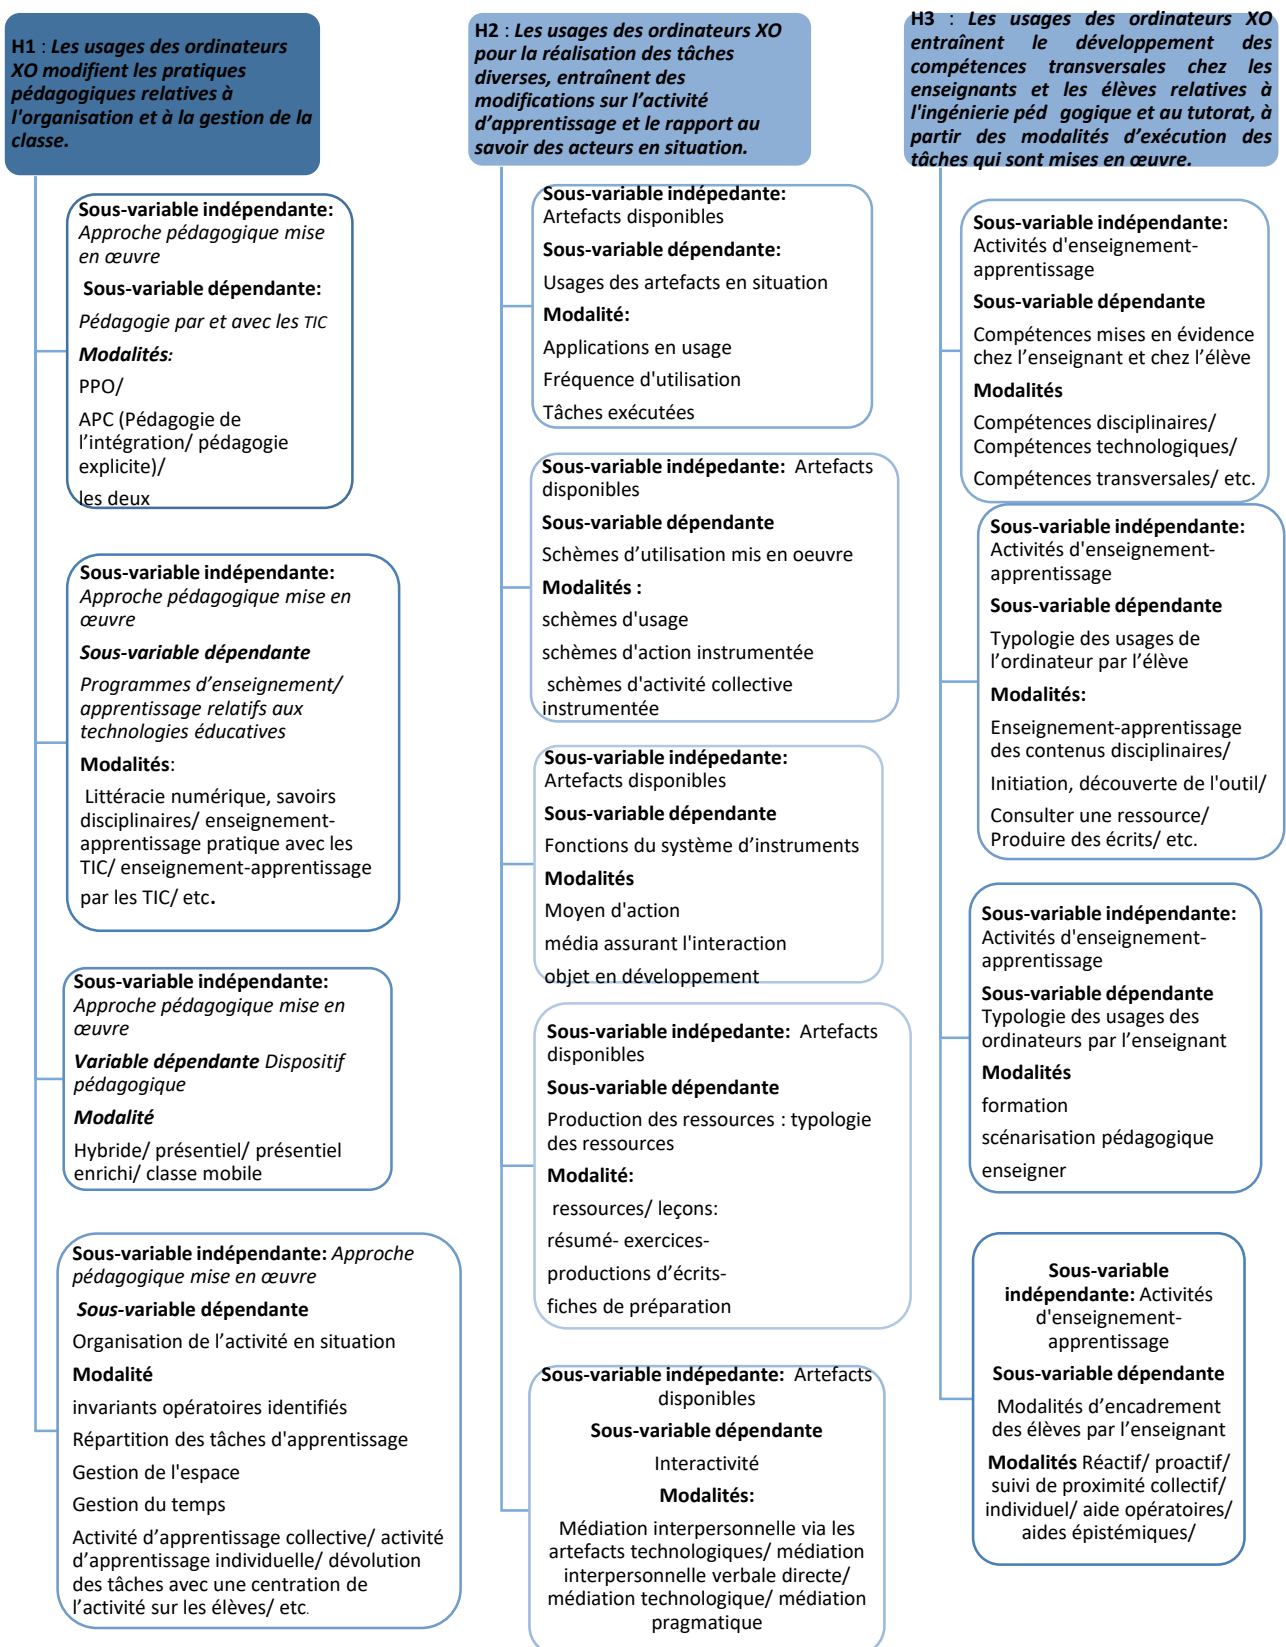 H1 : Les usages des ordinateurs
XO modifient les pratiques
pédagogiques relatives à
l'organisation et à la gestion de la
classe.
Sous-variable indépendante:
Approche pédagogique mise
en œuvre
Sous-variable dépendante:
Pédagogie par et avec les TIC
Modalités:
PPO/
APC (Pédagogie de
l’intégration/ pédagogie
explicite)/
les deux
Sous-variable indépendante:
Approche pédagogique mise en
œuvre
Sous-variable dépendante
Programmes d’enseignement/
apprentissage relatifs aux
technologies éducatives
Modalités:
Littéracie numérique, savoirs
disciplinaires/ enseignement-
apprentissage pratique avec les
TIC/ enseignement-apprentissage
par les TIC/ etc.
Sous-variable indépendante:
Approche pédagogique mise en
œuvre
Variable dépendante Dispositif
pédagogique
Modalité
Hybride/ présentiel/ présentiel
enrichi/ classe mobile
Sous-variable indépendante: Approche
pédagogique mise en œuvre
Sous-variable dépendante
Organisation de l’activité en situation
Modalité
invariants opératoires identifiés
Répartition des tâches d'apprentissage
Gestion de l'espace
Gestion du temps
Activité d’apprentissage collective/ activité
d’apprentissage individuelle/ dévolution
des tâches avec une centration de
l’activité sur les élèves/ etc.
H2 : Les usages des ordinateurs XO
pour la réalisation des tâches
diverses, entraînent des
modifications sur l’activité
d’apprentissage et le rapport au
savoir des acteurs en situation.
Sous-variable indépedante:
Artefacts disponibles
Sous-variable dépendante:
Usages des artefacts en situation
Modalité:
Applications en usage
Fréquence d'utilisation
Tâches exécutées
Sous-variable indépedante: Artefacts
disponibles
Sous-variable dépendante
Schèmes d’utilisation mis en oeuvre
Modalités :
schèmes d'usage
schèmes d'action instrumentée
schèmes d'activité collective
instrumentée
Sous-variable indépedante:
Artefacts disponibles
Sous-variable dépendante
Fonctions du système d’instruments
Modalités
Moyen d'action
média assurant l'interaction
objet en développement
Sous-variable indépedante: Artefacts
disponibles
Sous-variable dépendante
Production des ressources : typologie
des ressources
Modalité:
ressources/ leçons:
résumé- exercices-
productions d’écrits-
fiches de préparation
Sous-variable indépedante: Artefacts
disponibles
Sous-variable dépendante
Interactivité
Modalités:
Médiation interpersonnelle via les
artefacts technologiques/ médiation
interpersonnelle verbale directe/
médiation technologique/ médiation
pragmatique
H3 : Les usages des ordinateurs XO
entraînent le développement des
compétences transversales chez les
enseignants et les élèves relatives à
l'ingénierie péd gogique et au tutorat, à
partir des modalités d’exécution des
tâches qui sont mises en œuvre.
Sous-variable indépendante:
Activités d'enseignement-
apprentissage
Sous-variable dépendante
Compétences mises en évidence
chez l’enseignant et chez l’élève
Modalités
Compétences disciplinaires/
Compétences technologiques/
Compétences transversales/ etc.
Sous-variable indépendante:
Activités d'enseignement-
apprentissage
Sous-variable dépendante
Typologie des usages de
l’ordinateur par l’élève
Modalités:
Enseignement-apprentissage
des contenus disciplinaires/
Initiation, découverte de l'outil/
Consulter une ressource/
Produire des écrits/ etc.
Sous-variable indépendante:
Activités d'enseignement-
apprentissage
Sous-variable dépendante
Typologie des usages des
ordinateurs par l’enseignant
Modalités
formation
scénarisation pédagogique
enseigner
Sous-variable
indépendante: Activités
d'enseignement-
apprentissage
Sous-variable dépendante
Modalités d’encadrement
des élèves par l’enseignant
Modalités Réactif/ proactif/
suivi de proximité collectif/
individuel/ aide opératoires/
aides épistémiques/